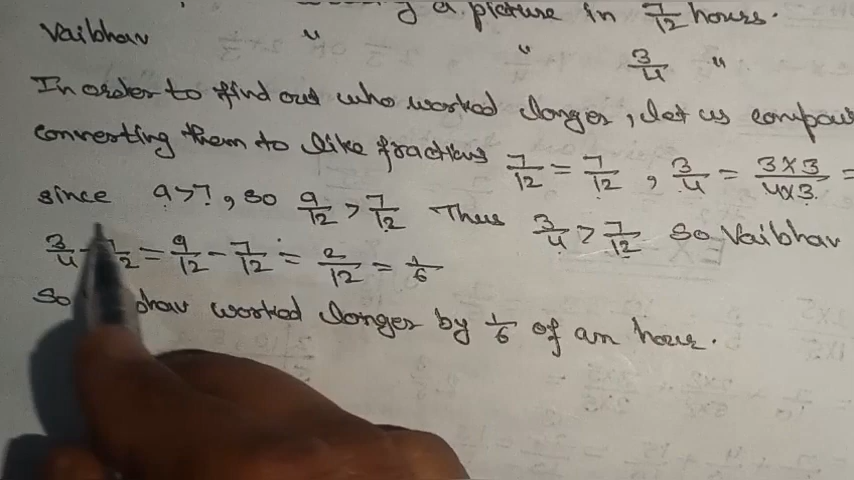 a picture in 7/12 hours.
Vaibhav " " 3/4 "
In order to find out who worked longer, let us compar
converting them to like fractions 7/12 = 7/12 , 3/4 = 3×3/4×3 =
since 9>7, so 9/12 > 7/12 Thus 3/4 > 7/12 So Vaibhav
3/4 - 7/12 = 9/12 - 7/12 = 2/12 = 1/6
So bhav worked longer by 1/6 of an hour.